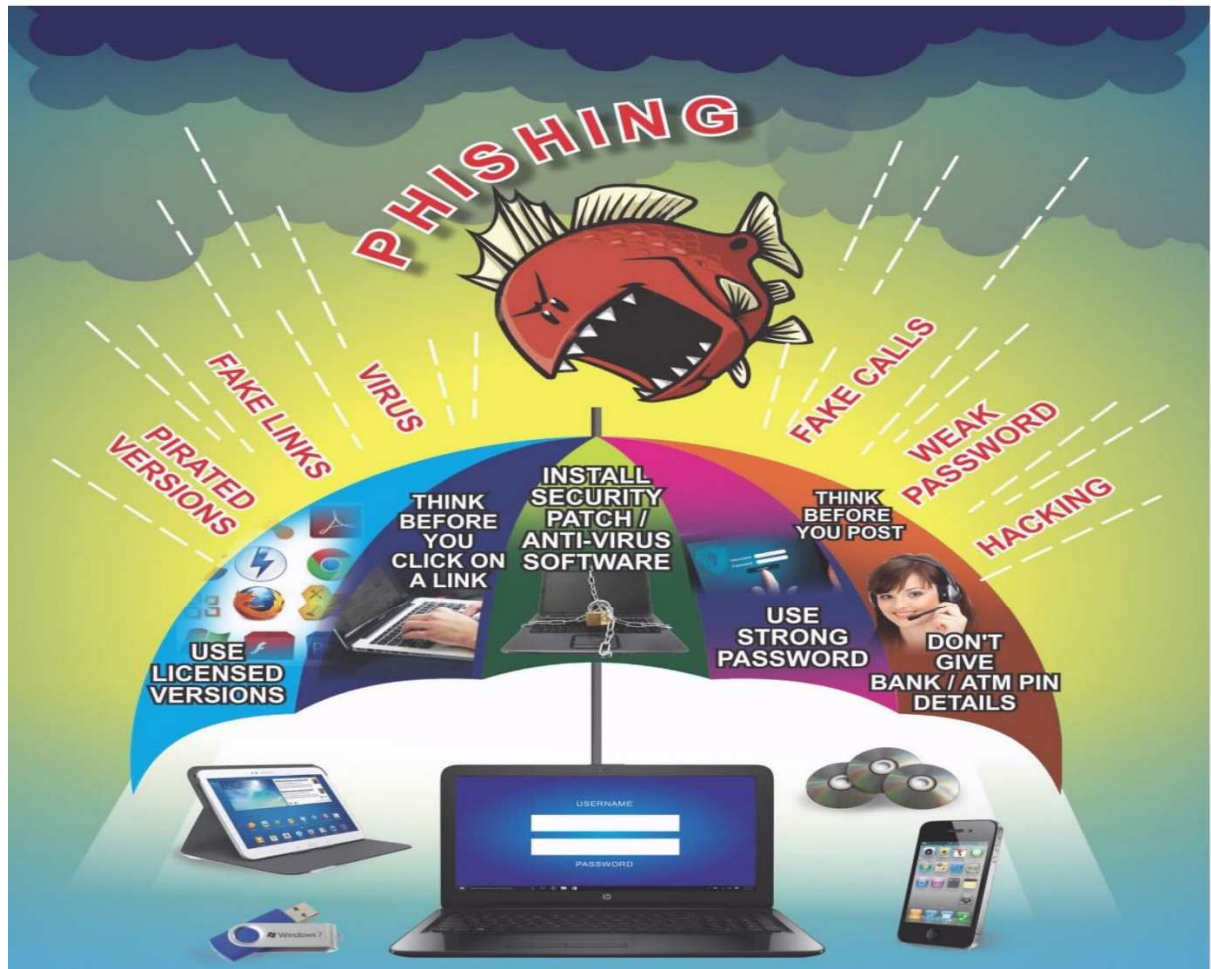 PHISHING
FAKE LINKS
VIRUS
PIRATED
VERSIONS
FAKE CALLS
WEAK
PASSWORD
HACKING
USE
LICENSED
VERSIONS
THINK
BEFORE
YOU
CLICK ON
A LINK
INSTALL
SECURITY
PATCH /
ANTI-VIRUS
SOFTWARE
USE
STRONG
PASSWORD
THINK
BEFORE
YOU POST
DON'T
GIVE
BANK / ATM PIN
DETAILS
USERNAME
PASSWORD
hp
Windows 7